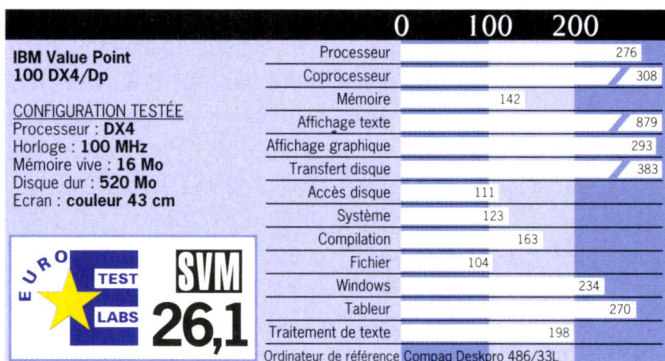 0 100 200
IBM Value Point
100 DX4/Dp
CONFIGURATION TESTÉE
Processeur : DX4
Horloge : 100 MHz
Mémoire vive : 16 Mo
Disque dur : 520 Mo
Ecran : couleur 43 cm
EURO
TEST
LABS
SVM
26,1
Processeur 276
Coprocesseur 308
Mémoire 142
Affichage texte 879
Affichage graphique 293
Transfert disque 383
Accès disque 111
Système 123
Compilation 163
Fichier 104
Windows 234
Tableur 270
Traitement de texte 198
Ordinateur de référence Compaq Deskpro 486/33L